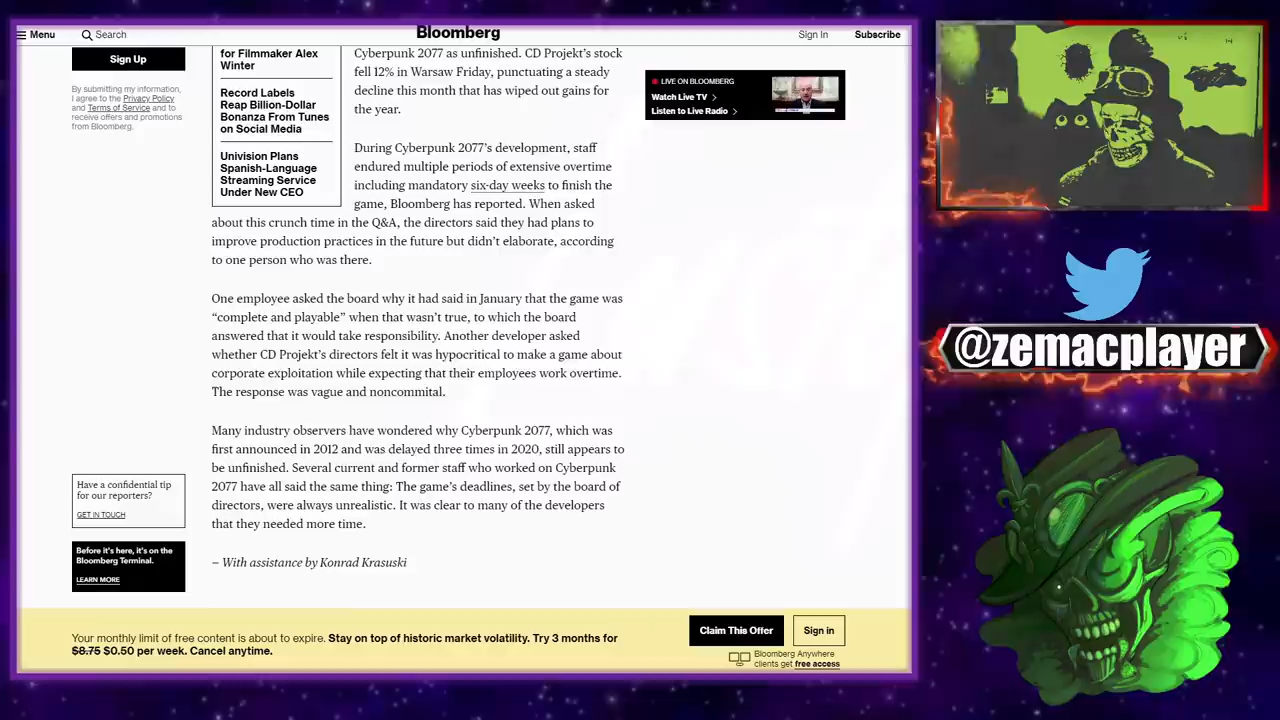 Menu
Search
Bloomberg
Sign In
Subscribe
Sign Up
By submitting my information,
I agree to the Privacy Policy
and Terms of Service and to
receive offers and promotions
from Bloomberg.
for Filmmaker Alex
Winter
Record Labels
Reap Billion-Dollar
Bonanza From Tunes
on Social Media
Univision Plans
Spanish-Language
Streaming Service
Under New CEO
Cyberpunk 2077 as unfinished. CD Projekt’s stock
fell 12% in Warsaw Friday, punctuating a steady
decline this month that has wiped out gains for
the year.
During Cyberpunk 2077’s development, staff
endured multiple periods of extensive overtime
including mandatory six-day weeks to finish the
game, Bloomberg has reported. When asked
about this crunch time in the Q&A, the directors said they had plans to
improve production practices in the future but didn’t elaborate, according
to one person who was there.
One employee asked the board why it had said in January that the game was
“complete and playable” when that wasn’t true, to which the board
answered that it would take responsibility. Another developer asked
whether CD Projekt’s directors felt it was hypocritical to make a game about
corporate exploitation while expecting that their employees work overtime.
The response was vague and noncommital.
Many industry observers have wondered why Cyberpunk 2077, which was
first announced in 2012 and was delayed three times in 2020, still appears to
be unfinished. Several current and former staff who worked on Cyberpunk
2077 have all said the same thing: The game’s deadlines, set by the board of
directors, were always unrealistic. It was clear to many of the developers
that they needed more time.
– With assistance by Konrad Krasuski
LIVE ON BLOOMBERG
Watch Live TV
Listen to Live Radio
Have a confidential tip
for our reporters?
GET IN TOUCH
Before it's here, it's on the
Bloomberg Terminal.
LEARN MORE
Your monthly limit of free content is about to expire. Stay on top of historic market volatility. Try 3 months for
$8.75 $0.50 per week. Cancel anytime.
Claim This Offer
Sign in
Bloomberg Anywhere
clients get free access
@zemacplayer